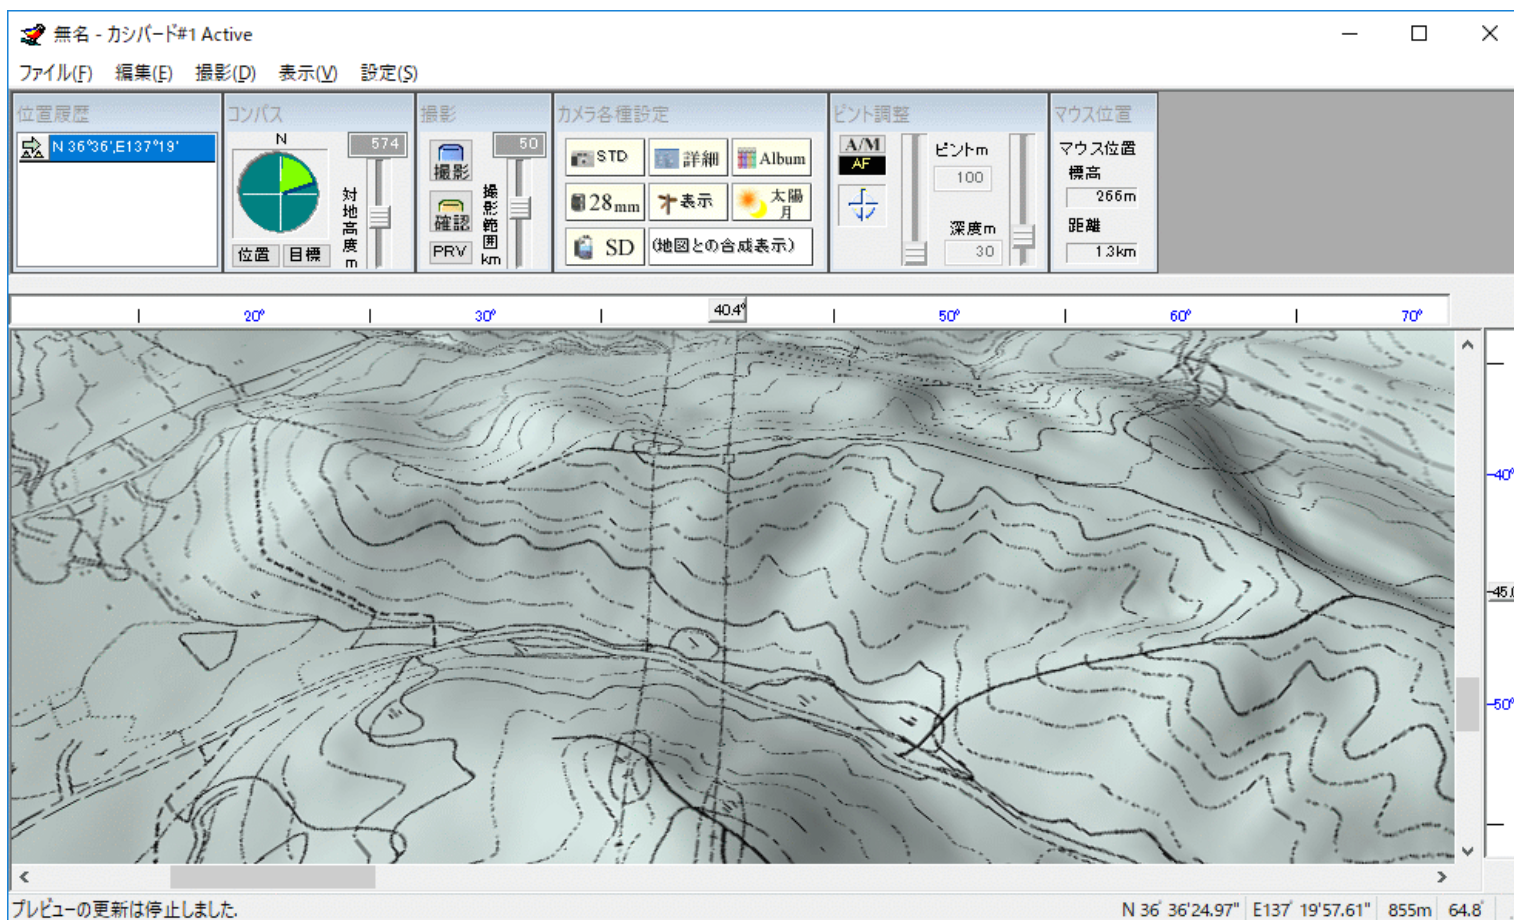 無名 - カシバード#1 Active
ファイル(F) 編集(E) 撮影(D) 表示(V) 設定(S)
位置履歴
N 36°36',E137°19'
コンパス
N
574
対地高度m
位置 目標
撮影
50
撮影
確認
PRV
撮影範囲km
カメラ各種設定
STD 詳細 Album
28mm 表示 太陽月
SD (地図との合成表示)
ピント調整
A/M
AF
ピントm
100
深度m
30
マウス位置
マウス位置
標高
266m
距離
1.3km
20° 30° 40.4° 50° 60° 70°
-40°
-45.0
-50°
プレビューの更新は停止しました.
N 36°36'24.97" E137°19'57.61" 855m 64.8°